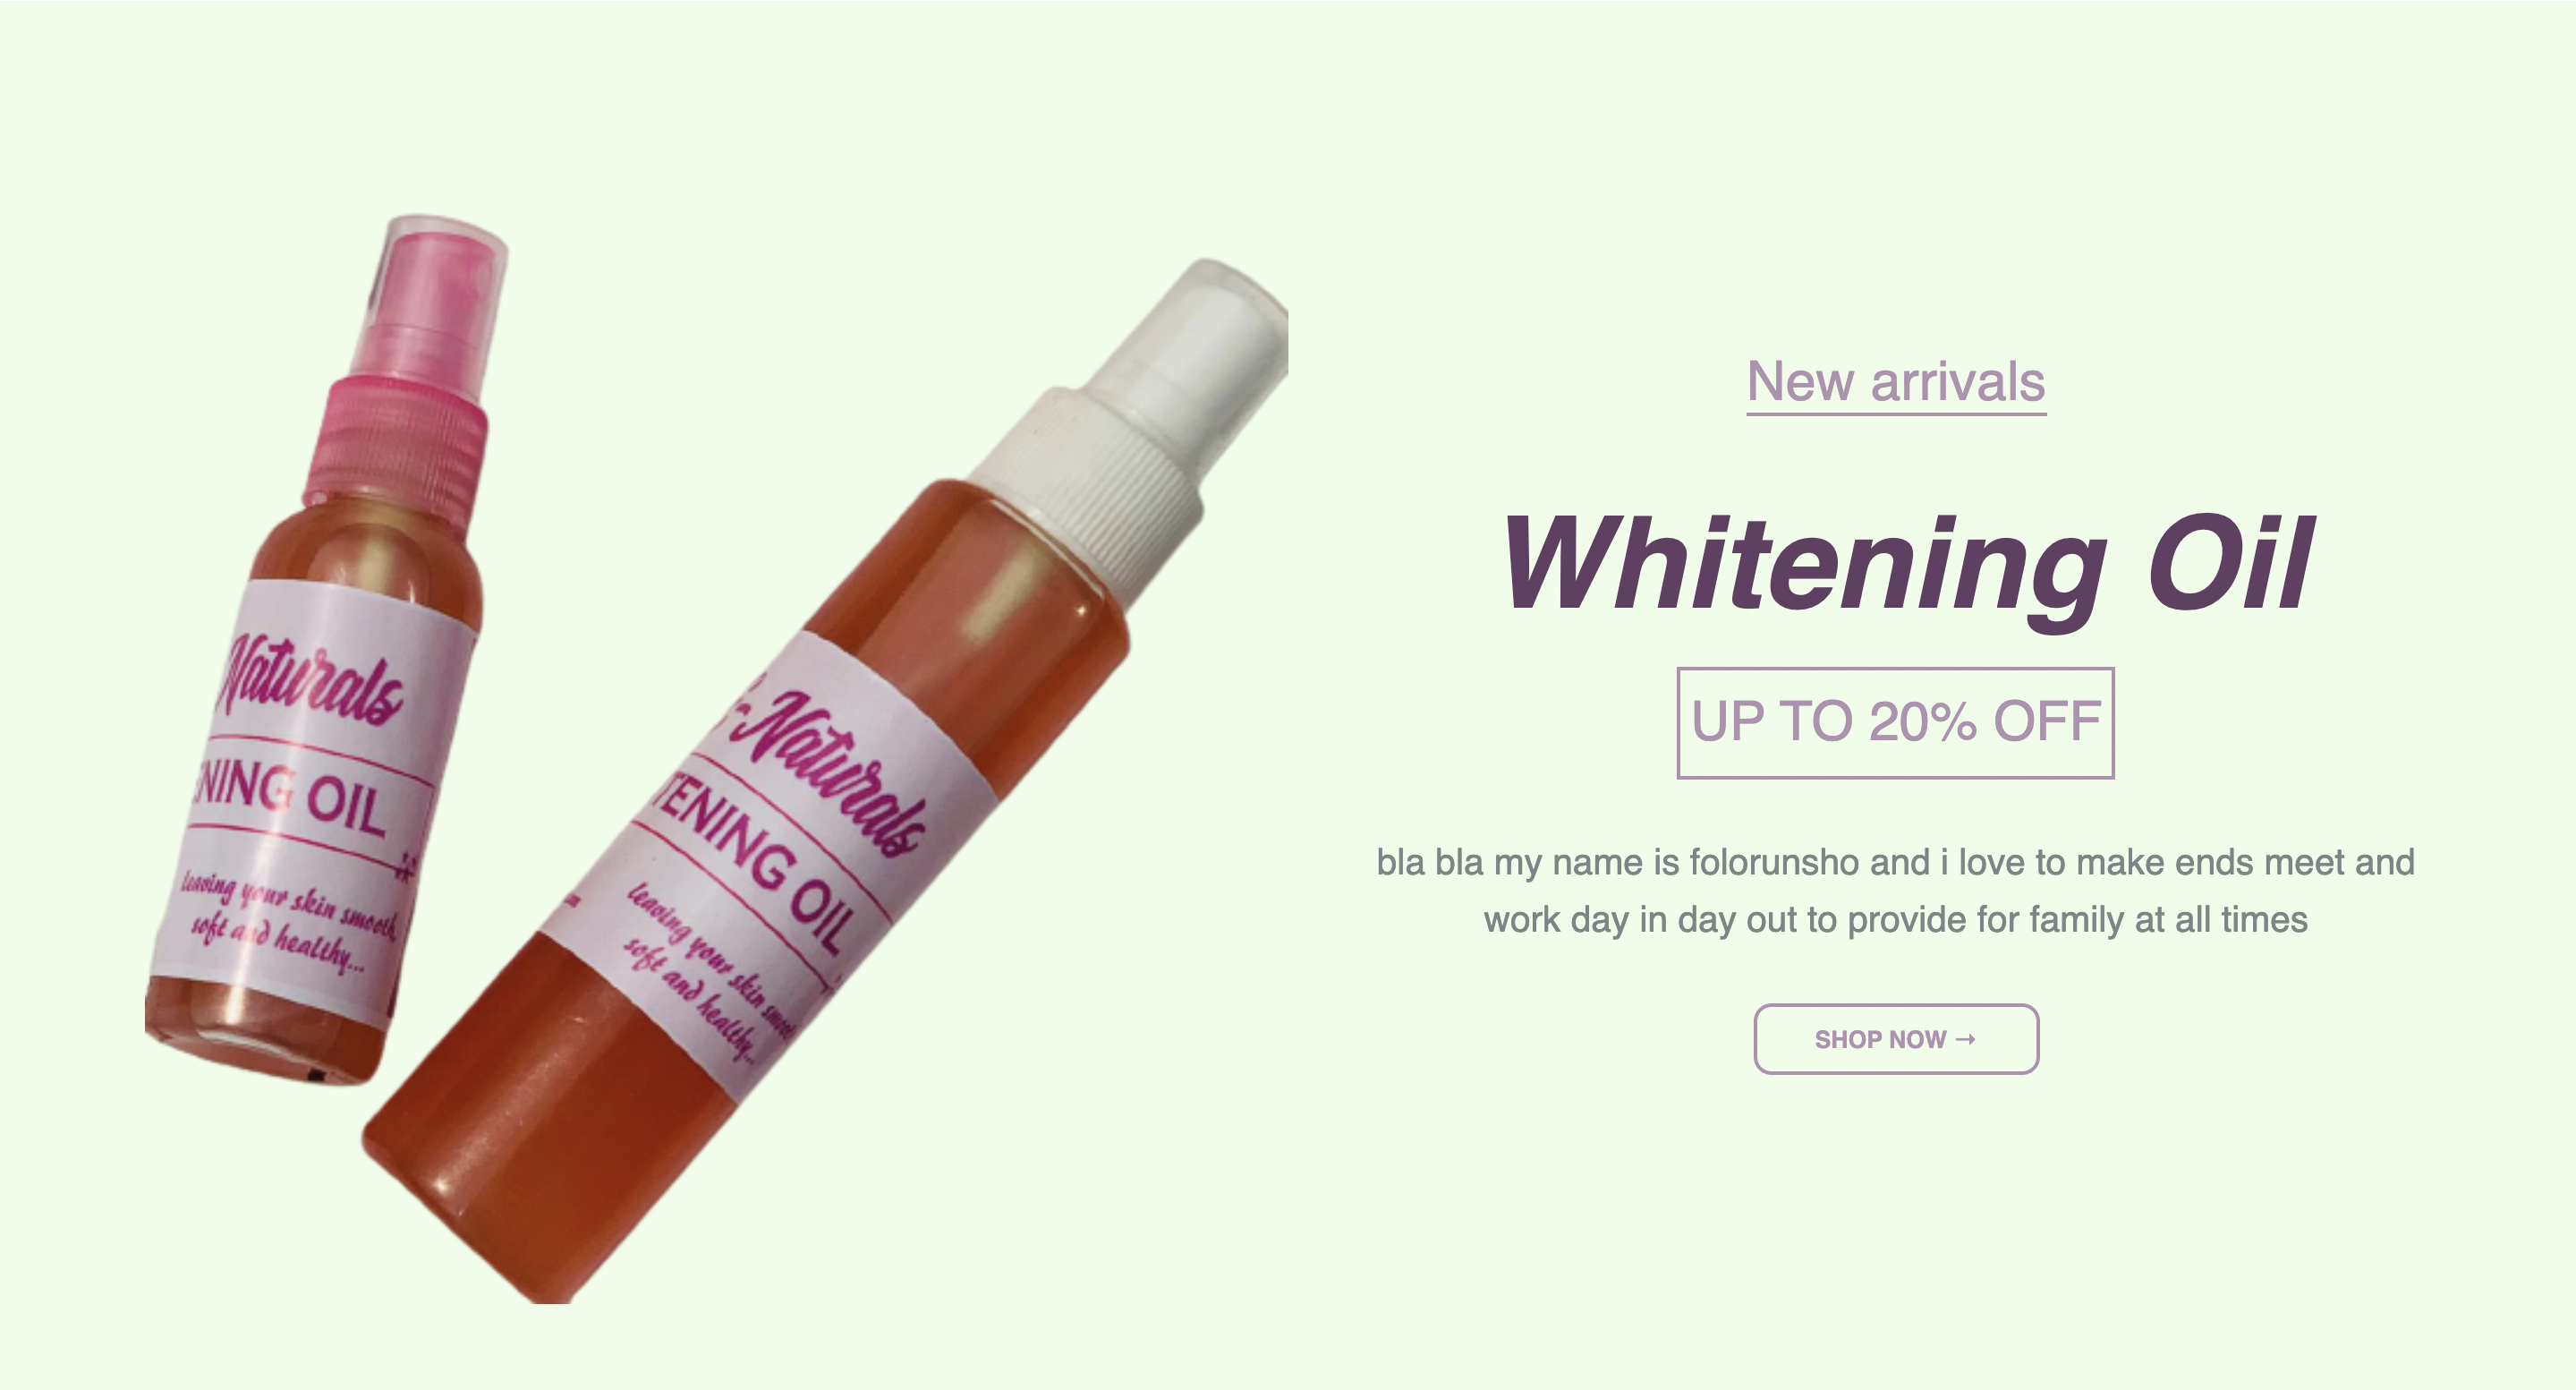 Naturals
NING OIL
leaving your skin smooth,
soft and healthy...
Naturals
TENING OIL
leaving your skin smooth
soft and healthy...
New arrivals
Whitening Oil
UP TO 20% OFF
bla bla my name is folorunsho and i love to make ends meet and
work day in day out to provide for family at all times
SHOP NOW →